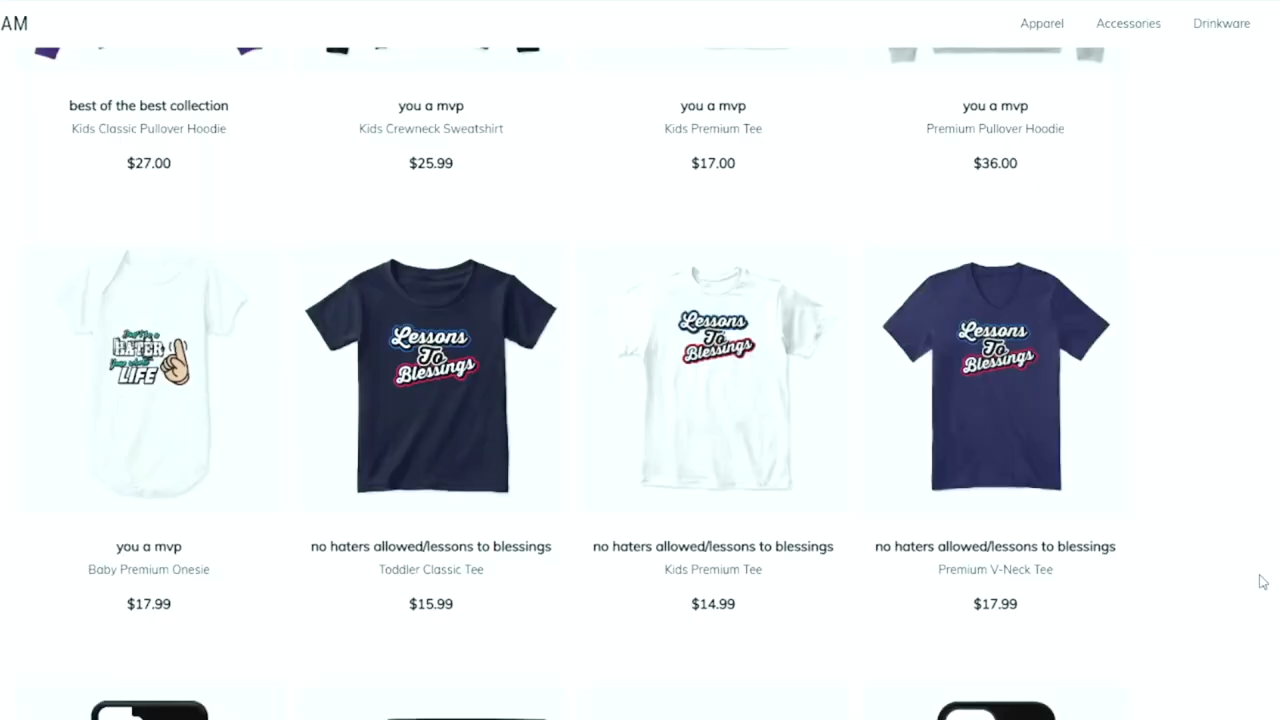 AM
Apparel Accessories Drinkware
best of the best collection
Kids Classic Pullover Hoodie
$27.00
you a mvp
Kids Crewneck Sweatshirt
$25.99
you a mvp
Kids Premium Tee
$17.00
you a mvp
Premium Pullover Hoodie
$36.00
HATER
LIFE
you a mvp
Baby Premium Onesie
$17.99
Lessons
To
Blessings
no haters allowed/lessons to blessings
Toddler Classic Tee
$15.99
Lessons
To
Blessings
no haters allowed/lessons to blessings
Kids Premium Tee
$14.99
Lessons
To
Blessings
no haters allowed/lessons to blessings
Premium V-Neck Tee
$17.99